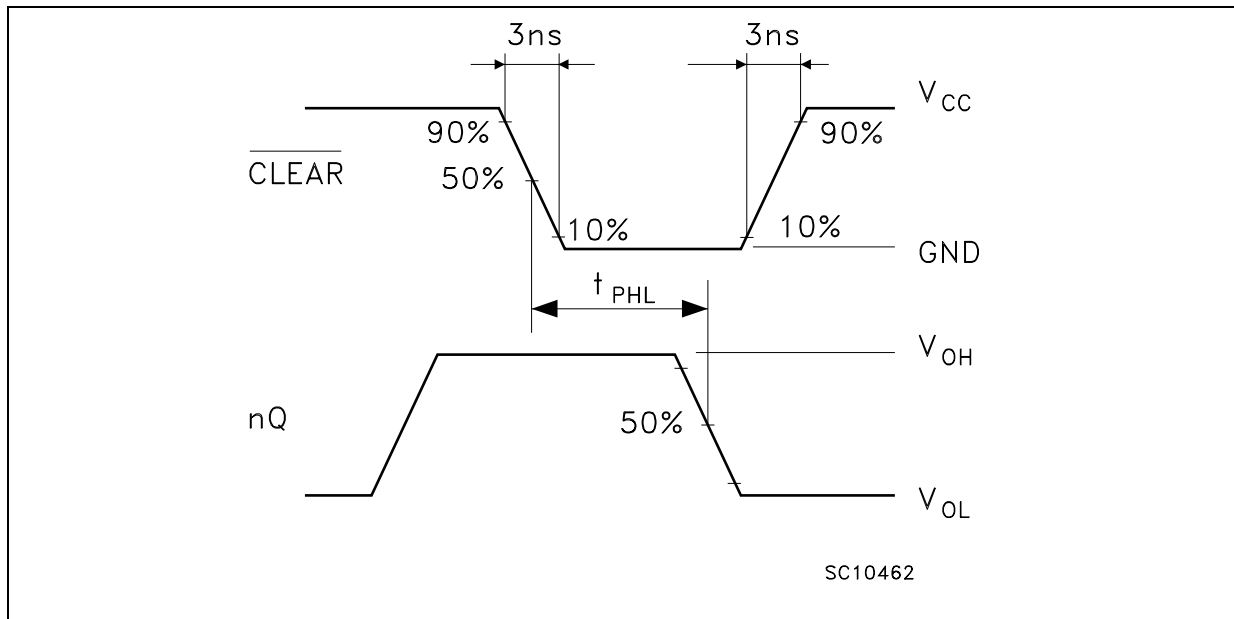 3ns 3ns
V CC
90% 90%
CLEAR
50%
10% 10%
GND
t PHL
V OH
nQ 50%
V OL
SC10462